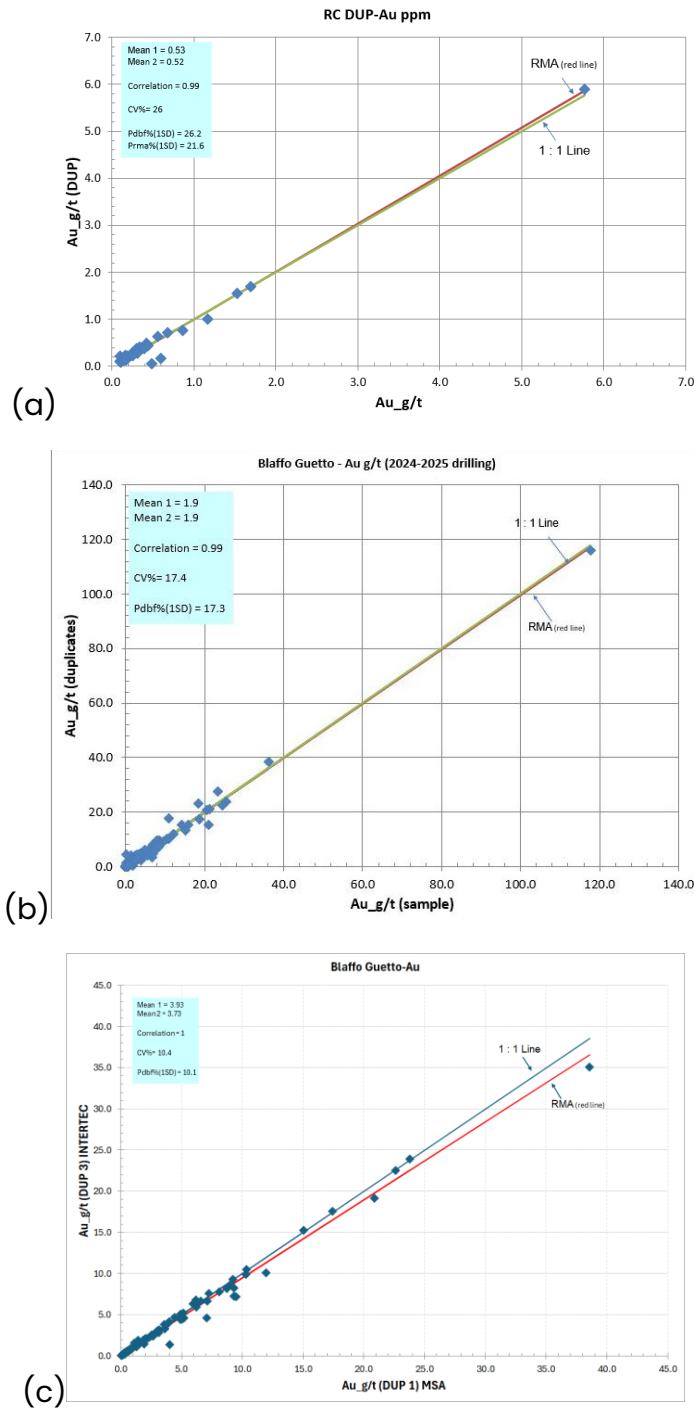 RC DUP-Au ppm
Mean 1 = 0.53
Mean 2 = 0.52
Correlation = 0.99
CV%= 26
Pdbf%(1SD) = 26.2
Prma%(1SD) = 21.6
RMA (red line)
1 : 1 Line
7.0
6.0
5.0
4.0
3.0
2.0
1.0
0.0
Au_g/t (DUP)
0.0 1.0 2.0 3.0 4.0 5.0 6.0 7.0
Au_g/t
(a)
Blaffo Guetto - Au g/t (2024-2025 drilling)
Mean 1 = 1.9
Mean 2 = 1.9
Correlation = 0.99
CV%= 17.4
Pdbf%(1SD) = 17.3
1 : 1 Line
RMA (red line)
140.0
120.0
100.0
80.0
60.0
40.0
20.0
0.0
Au_g/t (duplicates)
0.0 20.0 40.0 60.0 80.0 100.0 120.0 140.0
Au_g/t (sample)
(b)
Blaffo Guetto-Au
Mean 1 = 3.93
Mean2 = 3.73
Correlation = 1
CV%= 10.4
Pdbf%(1SD) = 10.1
1 : 1 Line
RMA (red line)
45.0
40.0
35.0
30.0
25.0
20.0
15.0
10.0
5.0
0.0
Au_g/t (DUP 3) INTERTEC
0.0 5.0 10.0 15.0 20.0 25.0 30.0 35.0 40.0 45.0
Au_g/t (DUP 1) MSA
(c)